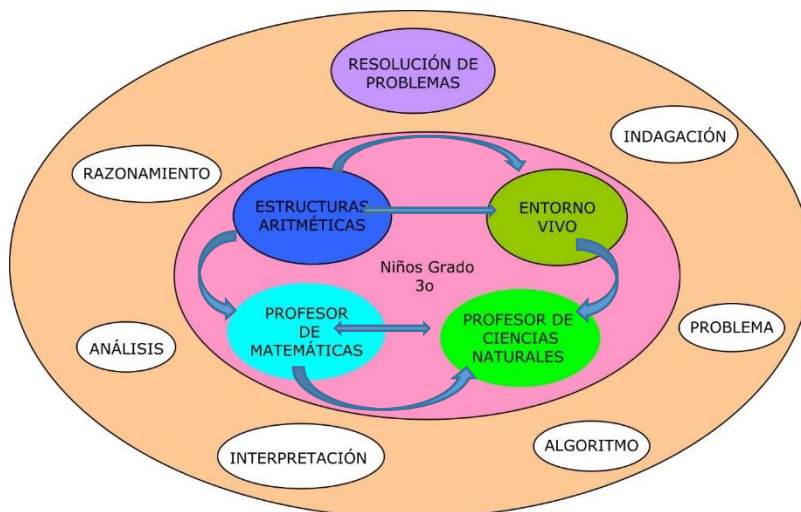 RESOLUCIÓN DE
PROBLEMAS
INDAGACIÓN
RAZONAMIENTO
ESTRUCTURAS
ARITMÉTICAS
ENTORNO
VIVO
Niños Grado
3o
PROFESOR
DE
MATEMÁTICAS
PROFESOR DE
CIENCIAS
NATURALES
PROBLEMA
ANÁLISIS
INTERPRETACIÓN
ALGORITMO